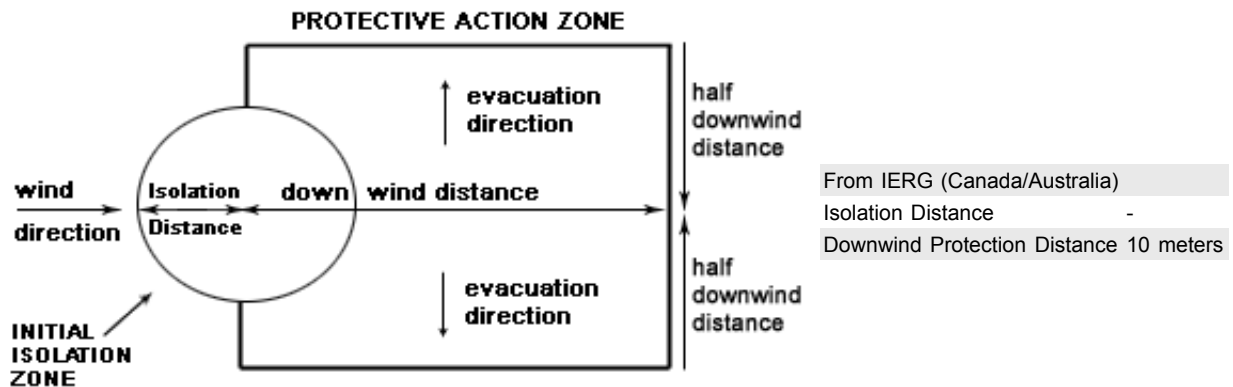 PROTECTIVE ACTION ZONE
evacuation
direction
half
downwind
distance
wind
direction
Isolation
Distance
down wind distance
evacuation
direction
half
downwind
distance
INITIAL
ISOLATION
ZONE
From IERG (Canada/Australia)
Isolation Distance -
Downwind Protection Distance 10 meters